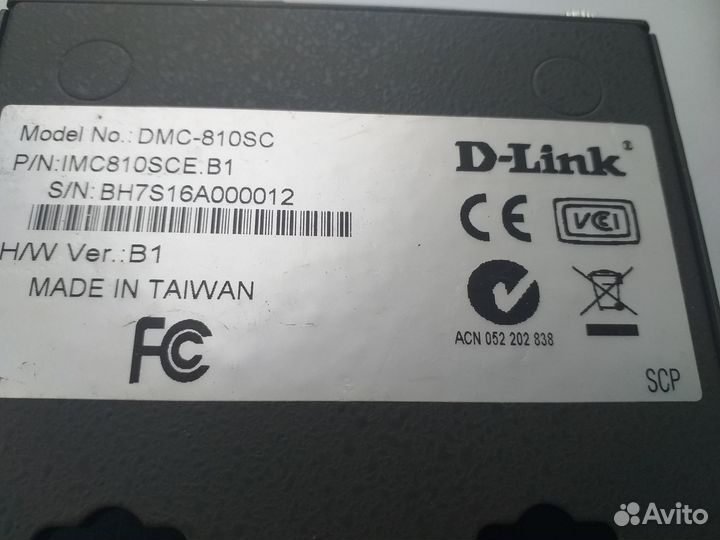 Model No.: DMC-810SC
P/N:IMC810SCE.B1
S/N: BH7S16A000012
H/W Ver.:B1
MADE IN TAIWAN
FC
D-Link
CE
VCI
ACN 052 202 838
SCP
Avito